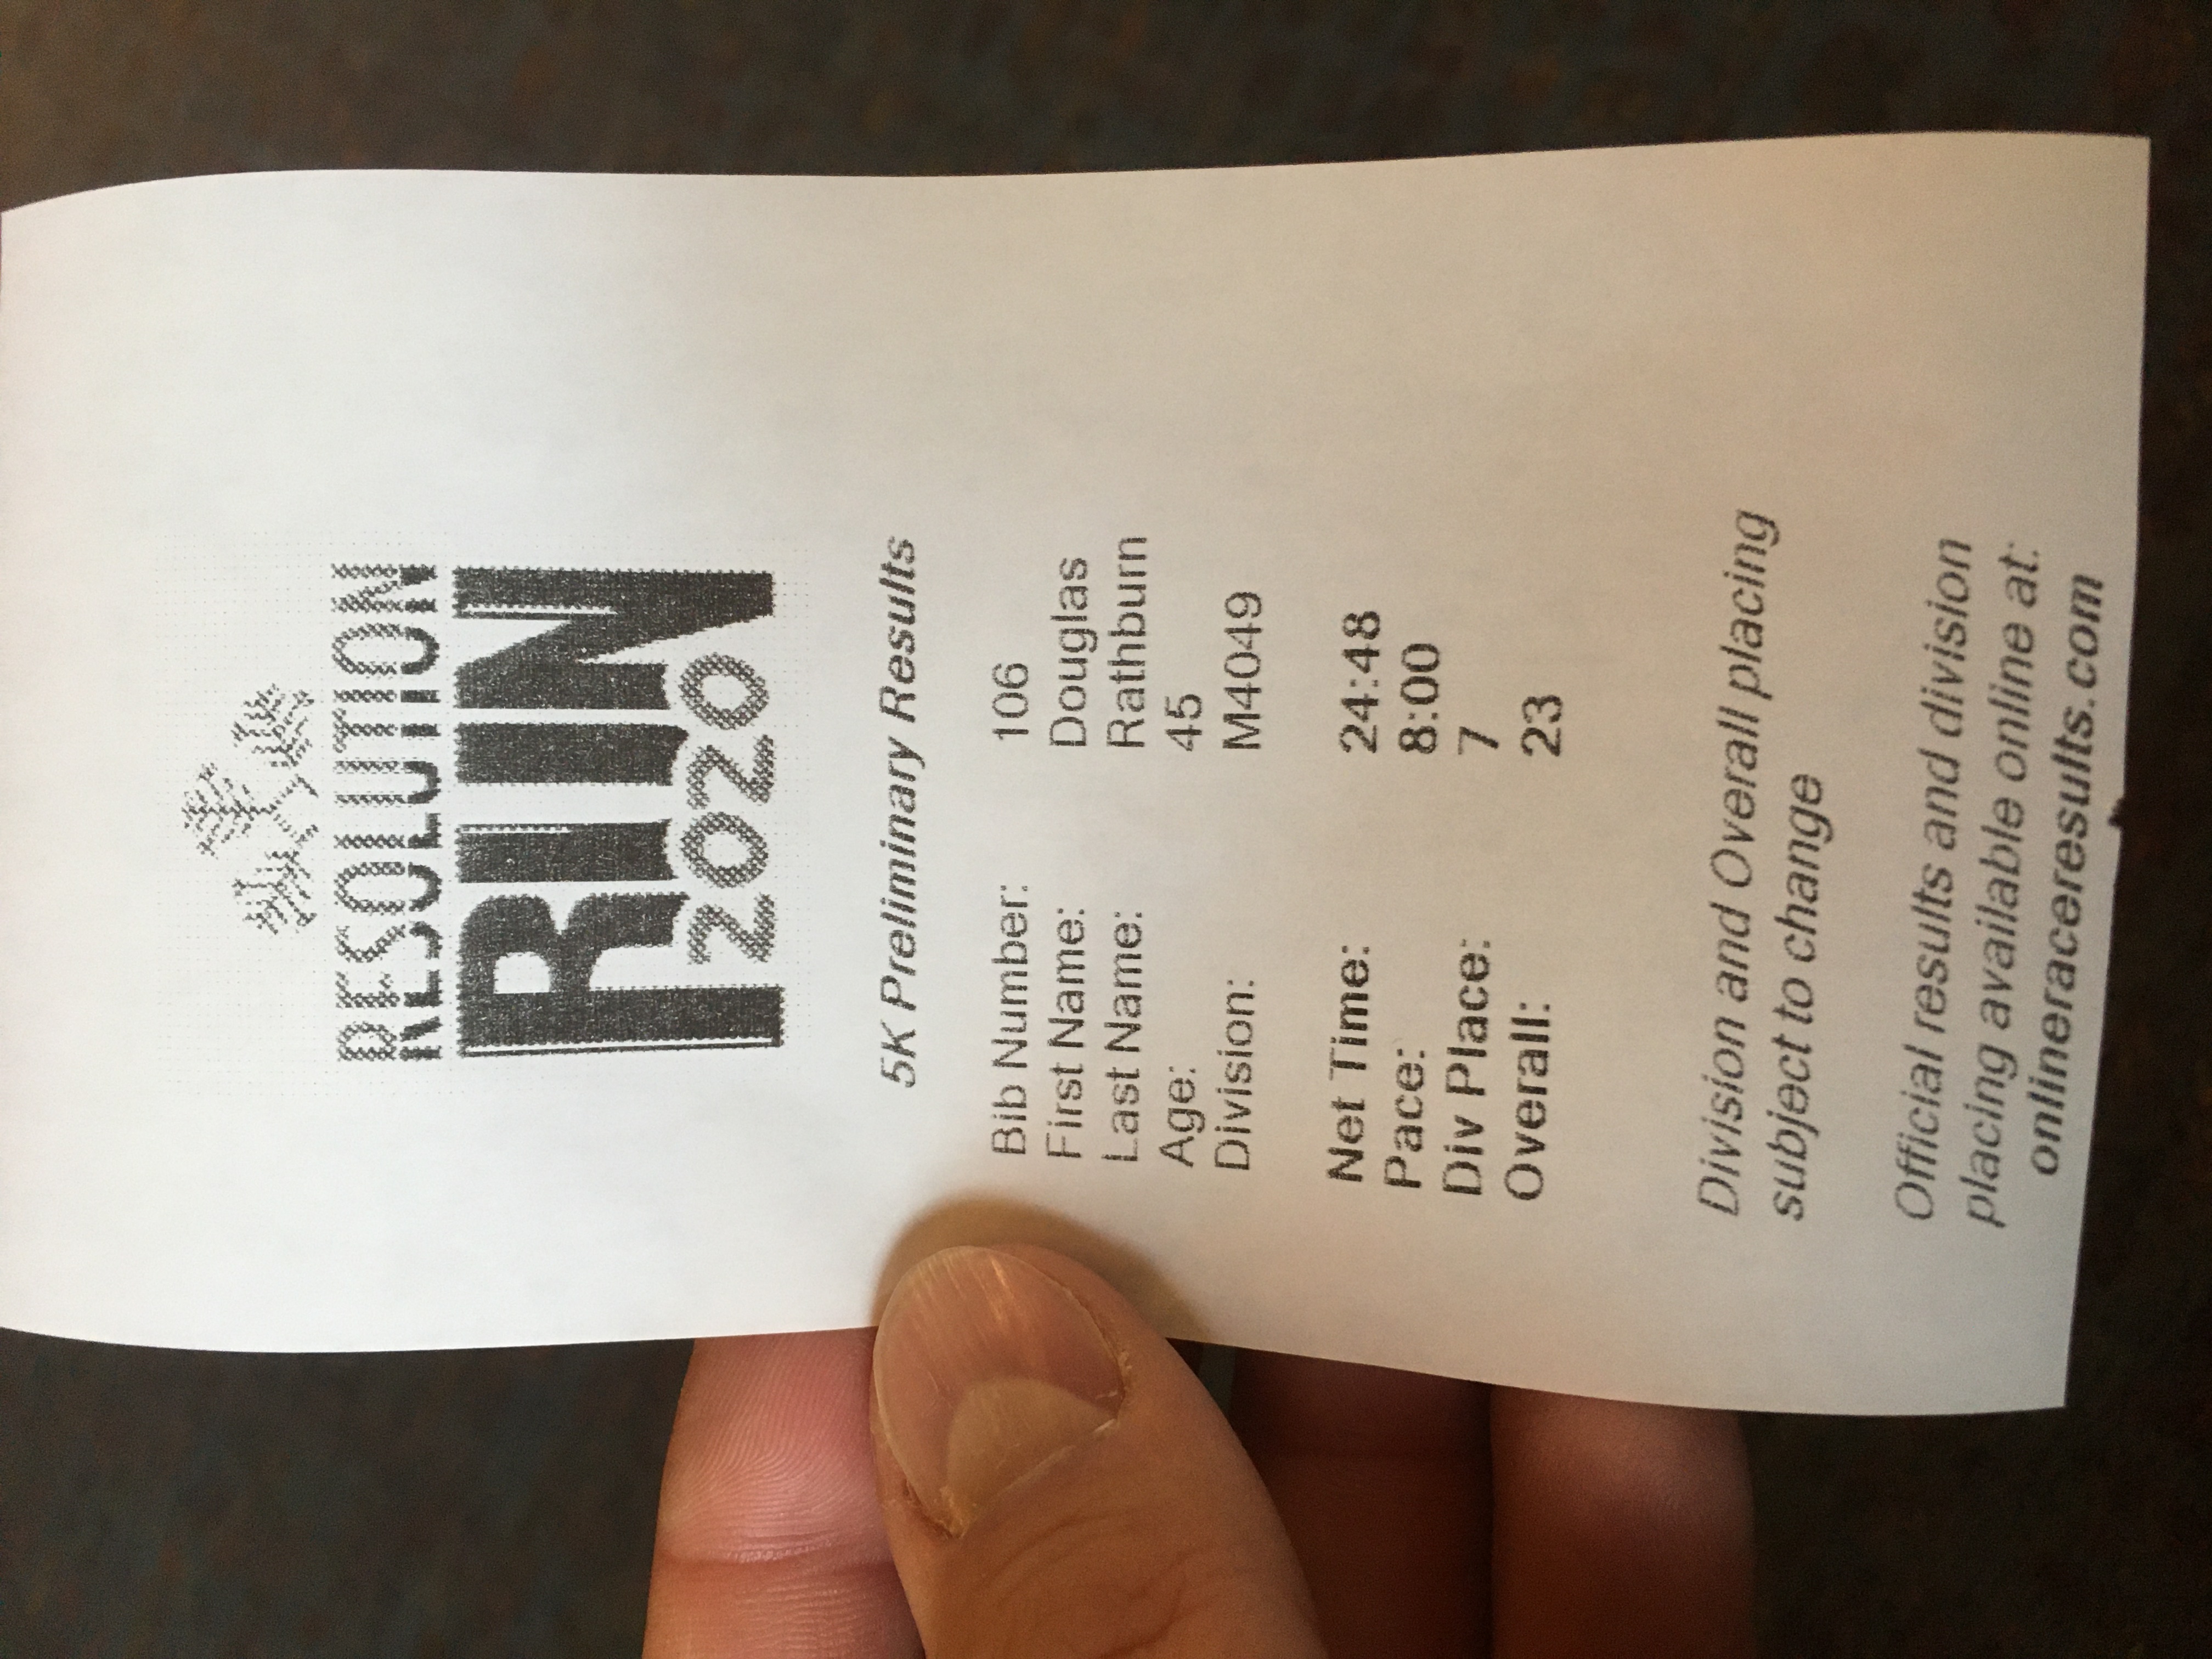 RESOLUTION
RUN
2020
5K Preliminary Results
Bib Number: 106
First Name: Douglas
Last Name: Rathburn
Age: 45
Division: M4049
Net Time: 24:48
Pace: 8:00
Div Place: 7
Overall: 23
Division and Overall placing
subject to change
Official results and division
placing available online at:
onlineraceresults.com